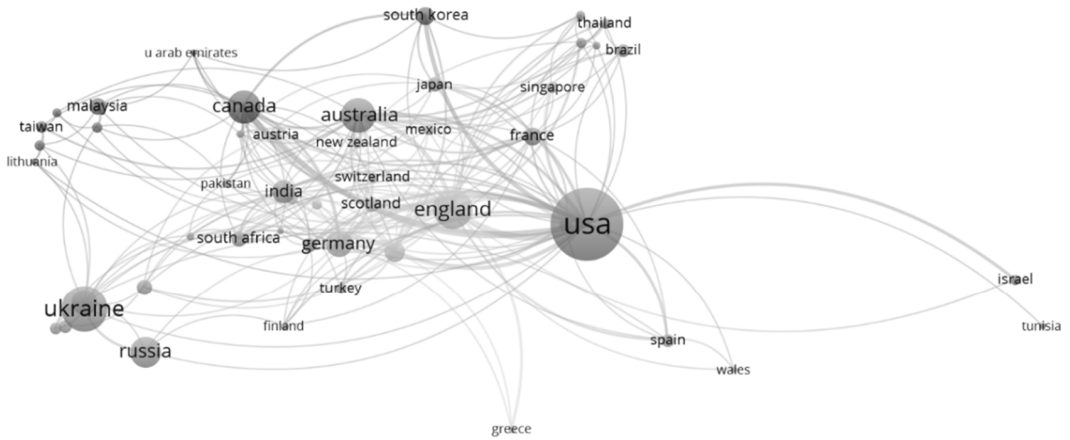 south korea
thailand
brazil
u arab emirates
japan
singapore
malaysia
canada
australia
taiwan
austria
mexico
france
new zealand
lithuania
switzerland
pakistan
india
scotland
england
usa
south africa
germany
israel
turkey
ukraine
finland
tunisia
spain
russia
wales
greece